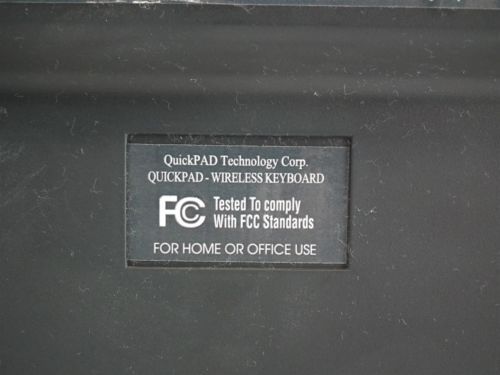 QuickPAD Technology Corp.
QUICKPAD - WIRELESS KEYBOARD
FC Tested To comply
With FCC Standards
FOR HOME OR OFFICE USE